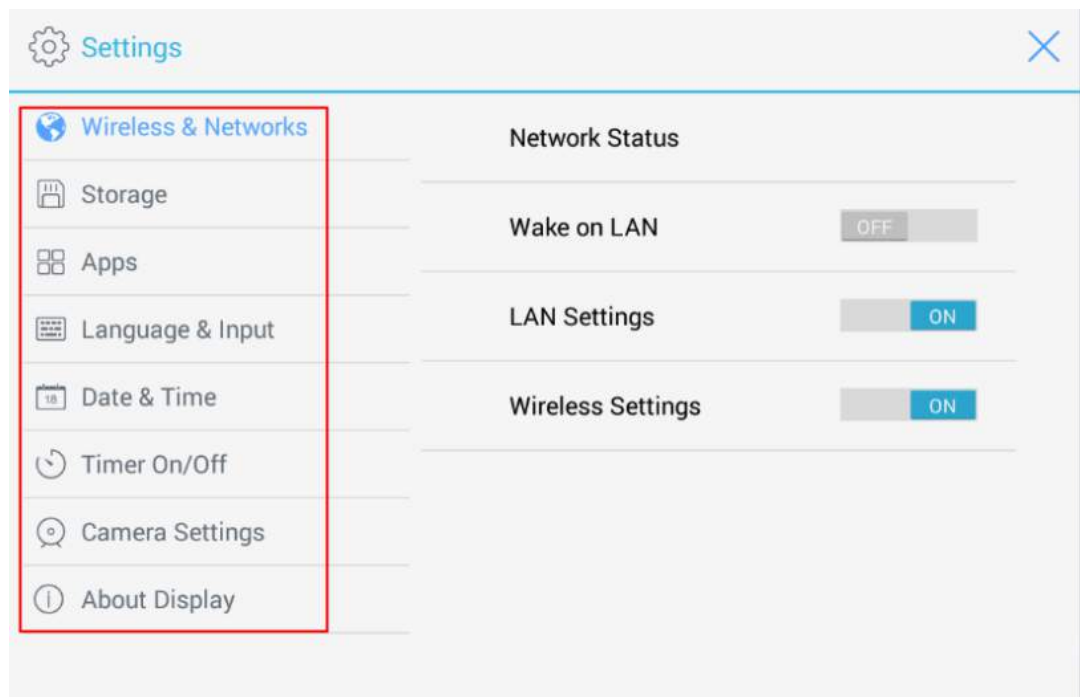 Settings
Wireless & Networks
Storage
Apps
Language & Input
18
Date & Time
Timer On/Off
Camera Settings
About Display
Network Status
Wake on LAN
OFF
LAN Settings
ON
Wireless Settings
ON